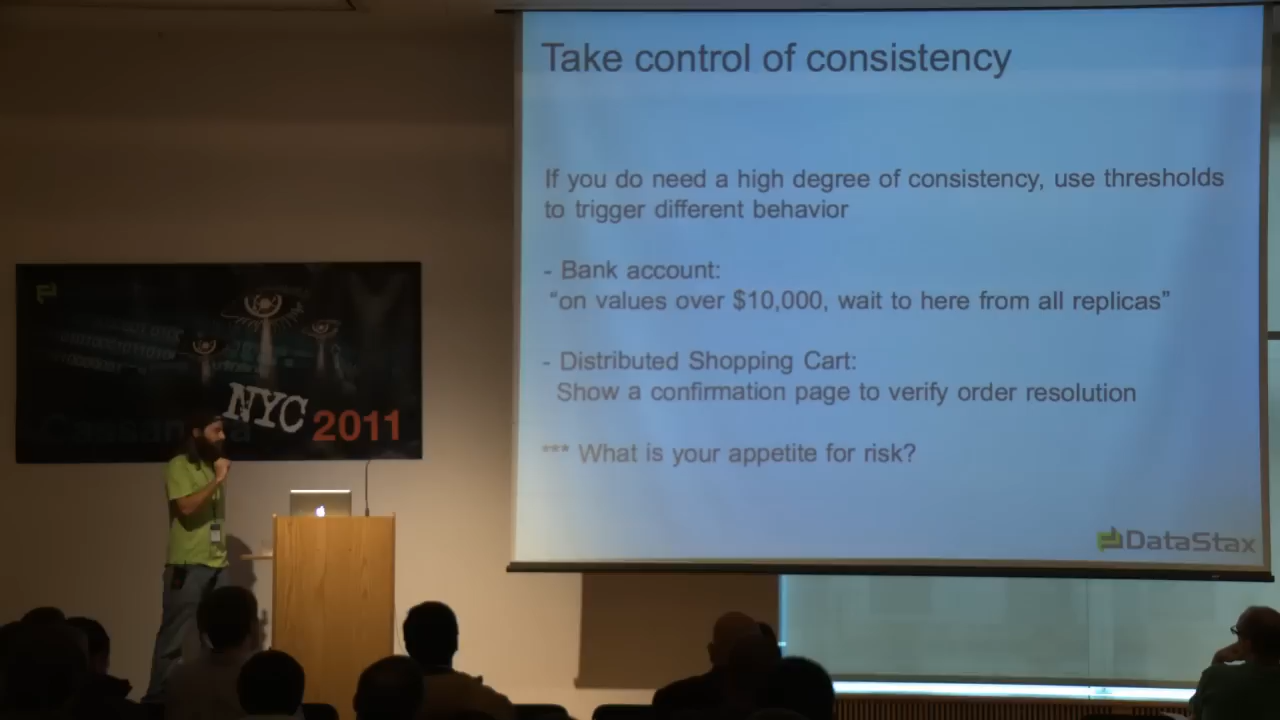 Take control of consistency
If you do need a high degree of consistency, use thresholds
to trigger different behavior
- Bank account:
“on values over $10,000, wait to here from all replicas”
- Distributed Shopping Cart:
Show a confirmation page to verify order resolution
*** What is your appetite for risk?
DataStax
NYC
2011